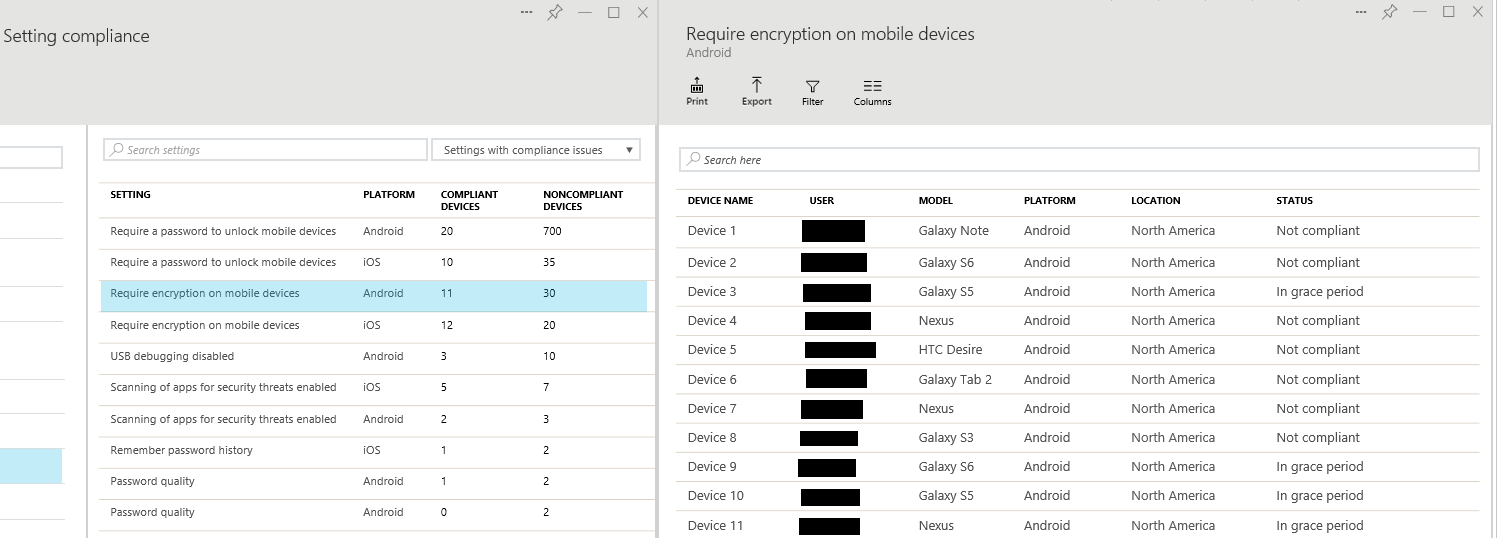 Setting compliance
Search settings
Settings with compliance issues
SETTING PLATFORM COMPLIANT DEVICES NONCOMPLIANT DEVICES
Require a password to unlock mobile devices Android 20 700
Require a password to unlock mobile devices iOS 10 35
Require encryption on mobile devices Android 11 30
Require encryption on mobile devices iOS 12 20
USB debugging disabled Android 3 10
Scanning of apps for security threats enabled iOS 5 7
Scanning of apps for security threats enabled Android 2 3
Remember password history iOS 1 2
Password quality Android 1 2
Password quality Android 0 2
Require encryption on mobile devices
Android
Print Export Filter Columns
Search here
DEVICE NAME USER MODEL PLATFORM LOCATION STATUS
Device 1 Galaxy Note Android North America Not compliant
Device 2 Galaxy S6 Android North America Not compliant
Device 3 Galaxy S5 Android North America In grace period
Device 4 Nexus Android North America Not compliant
Device 5 HTC Desire Android North America Not compliant
Device 6 Galaxy Tab 2 Android North America Not compliant
Device 7 Nexus Android North America Not compliant
Device 8 Galaxy S3 Android North America Not compliant
Device 9 Galaxy S6 Android North America In grace period
Device 10 Galaxy S5 Android North America In grace period
Device 11 Nexus Android North America In grace period